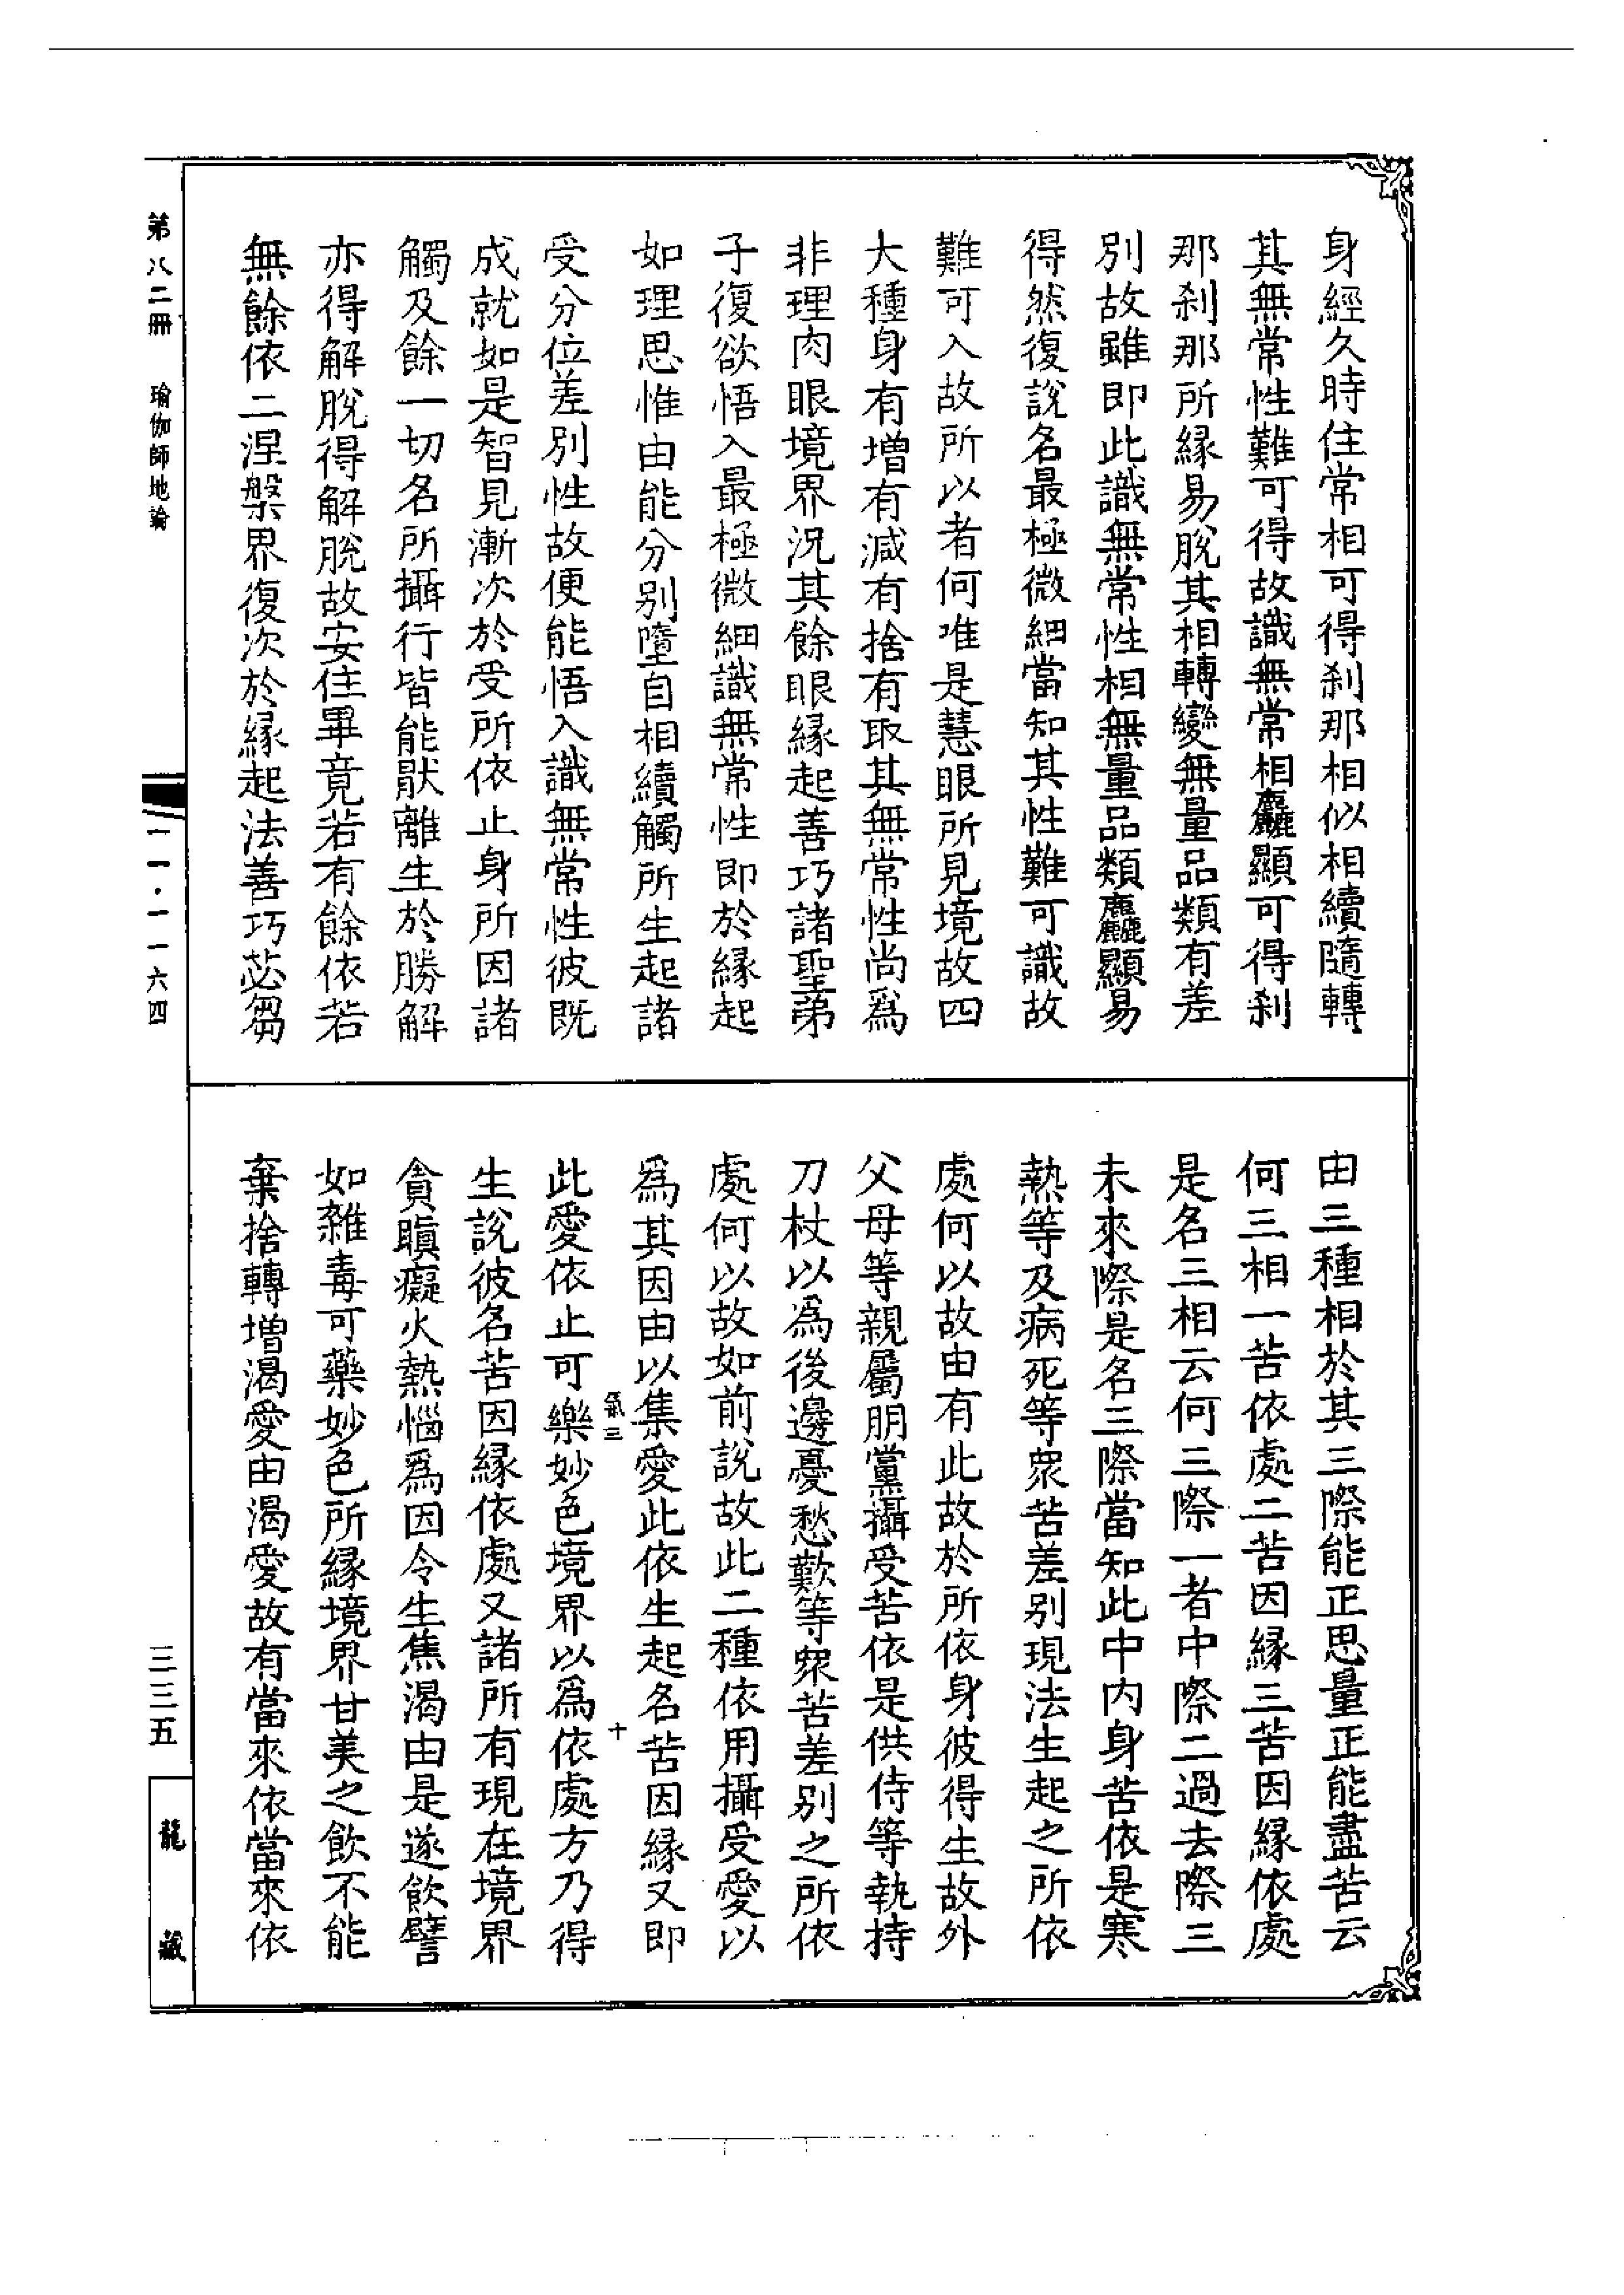 身經久時住常相可得刹那相似相續隨轉
其無常性難可得故識無常相麤顯可得刹
那刹那所縁易脫其相轉變無量品類有差
別故雖即此識無常性相無量品類麤顯易
得然復說名最極微細當知其性難可識故
難可入故所以者何唯是慧眼所見境故四
大種身有增有減有捨有取其無常性尚爲
非理肉眼境界況其餘眼縁起善巧諸聖弟
子復欲悟入最極微細識無常性即於縁起
如理思惟由能分別墮自相續觸所生起諸
受分位差別性故便能悟入識無常性彼既
成就如是智見漸次於受所依止身所因諸
觸及餘一切名所攝行皆能猒離生於勝解
亦得解脫得解脫故安住畢竟若有餘依若
無餘依二涅槃界復次於縁起法善巧苾芻
由三種相於其三際能正思量正能盡苦云
何三相一苦依處二苦因縁三苦因縁依處
是名三相云何三際一者中際二過去際三
未來際是名三際當知此中内身苦依是寒
熱等及病死等衆苦差別現法生起之所依
處何以故由有此故於所依身彼得生故外
父母等親屬朋黨攝受苦依是供侍等執持
刀杖以爲後邊憂愁歎等衆苦差別之所依
處何以故如前說故此二種依用攝受愛以
爲其因由以集愛此依生起名苦因縁又即
氣三　十
此愛依止可樂妙色境界以爲依處方乃得
生說彼名苦因縁依處又諸所有現在境界
貪瞋癡火熱惱爲因令生焦渴由是遂飲譬
如雜毒可藥妙色所縁境界甘美之飲不能
棄捨轉增渴愛由渴愛故有當來依當來依
第八二冊　瑜伽師地論
一一·一一六四
三三五
龍藏